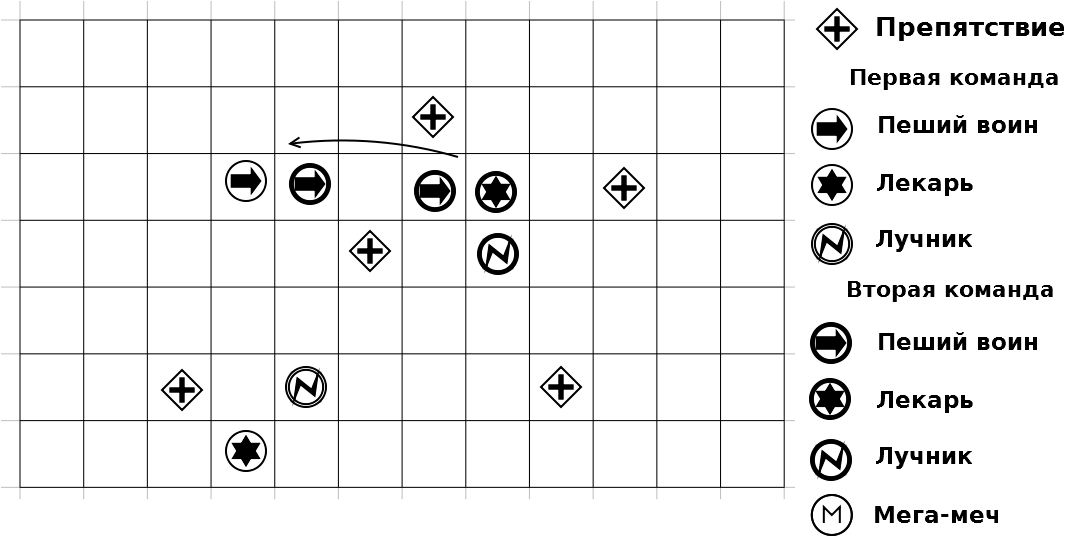 Препятствие
Первая команда
Пеший воин
Лекарь
Лучник
Вторая команда
Пеший воин
Лекарь
Лучник
М Мега-меч